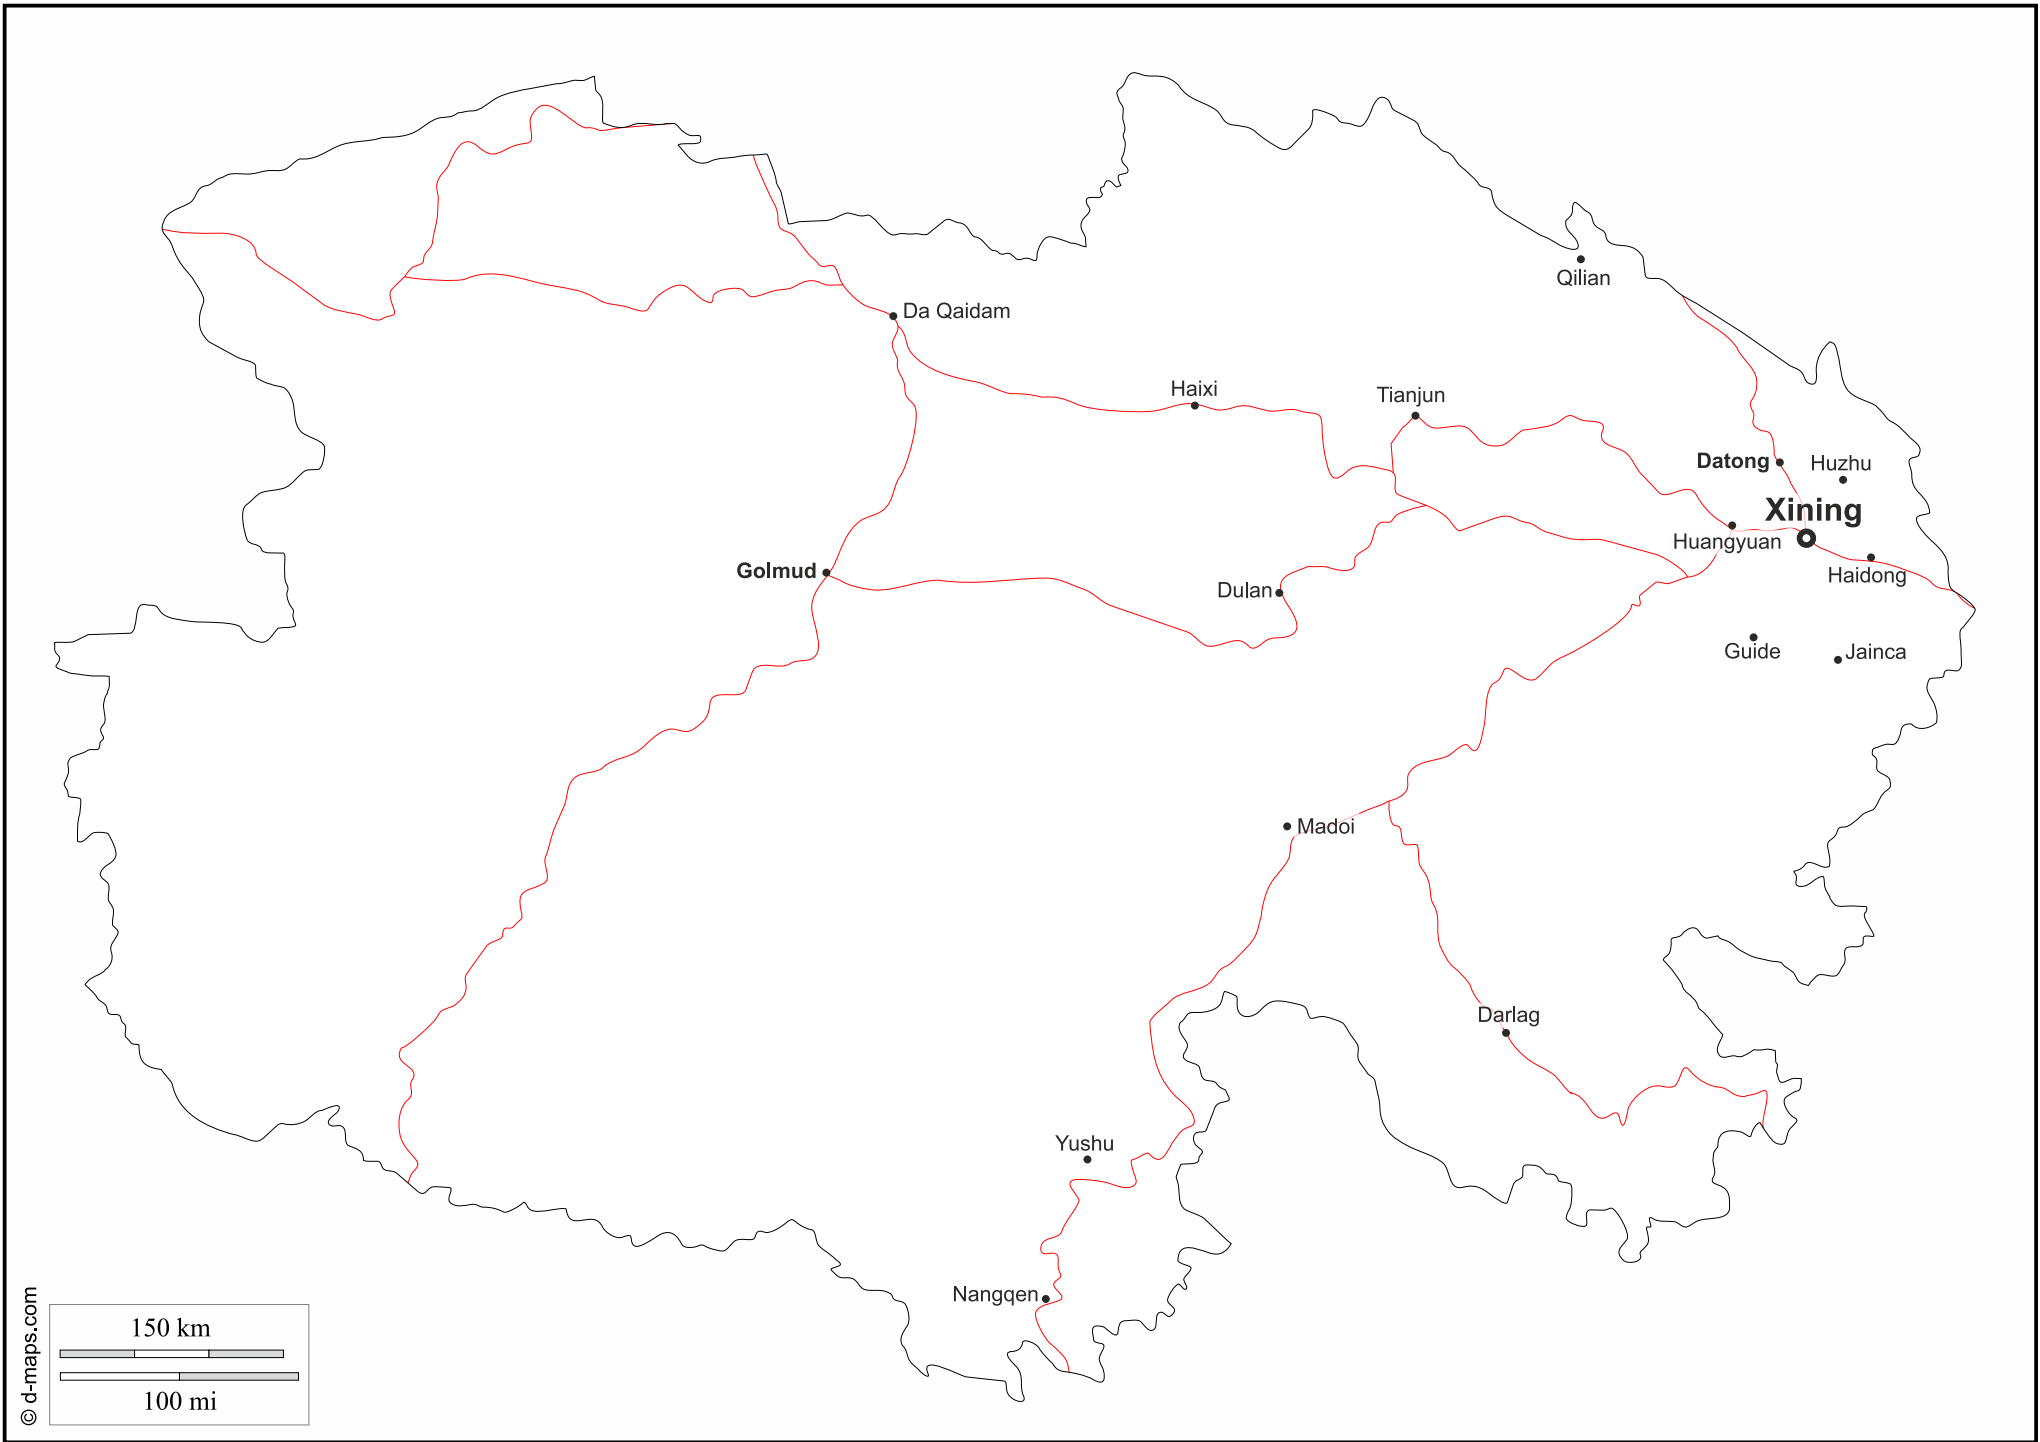 Qilian
Da Qaidam
Haixi
Tianjun
Datong
Huzhu
Xining
Huangyuan
Golmud
Haidong
Dulan
Guide
Jainca
Madoi
Darlag
Yushu
Nangqen
150 km
100 mi
© d-maps.com